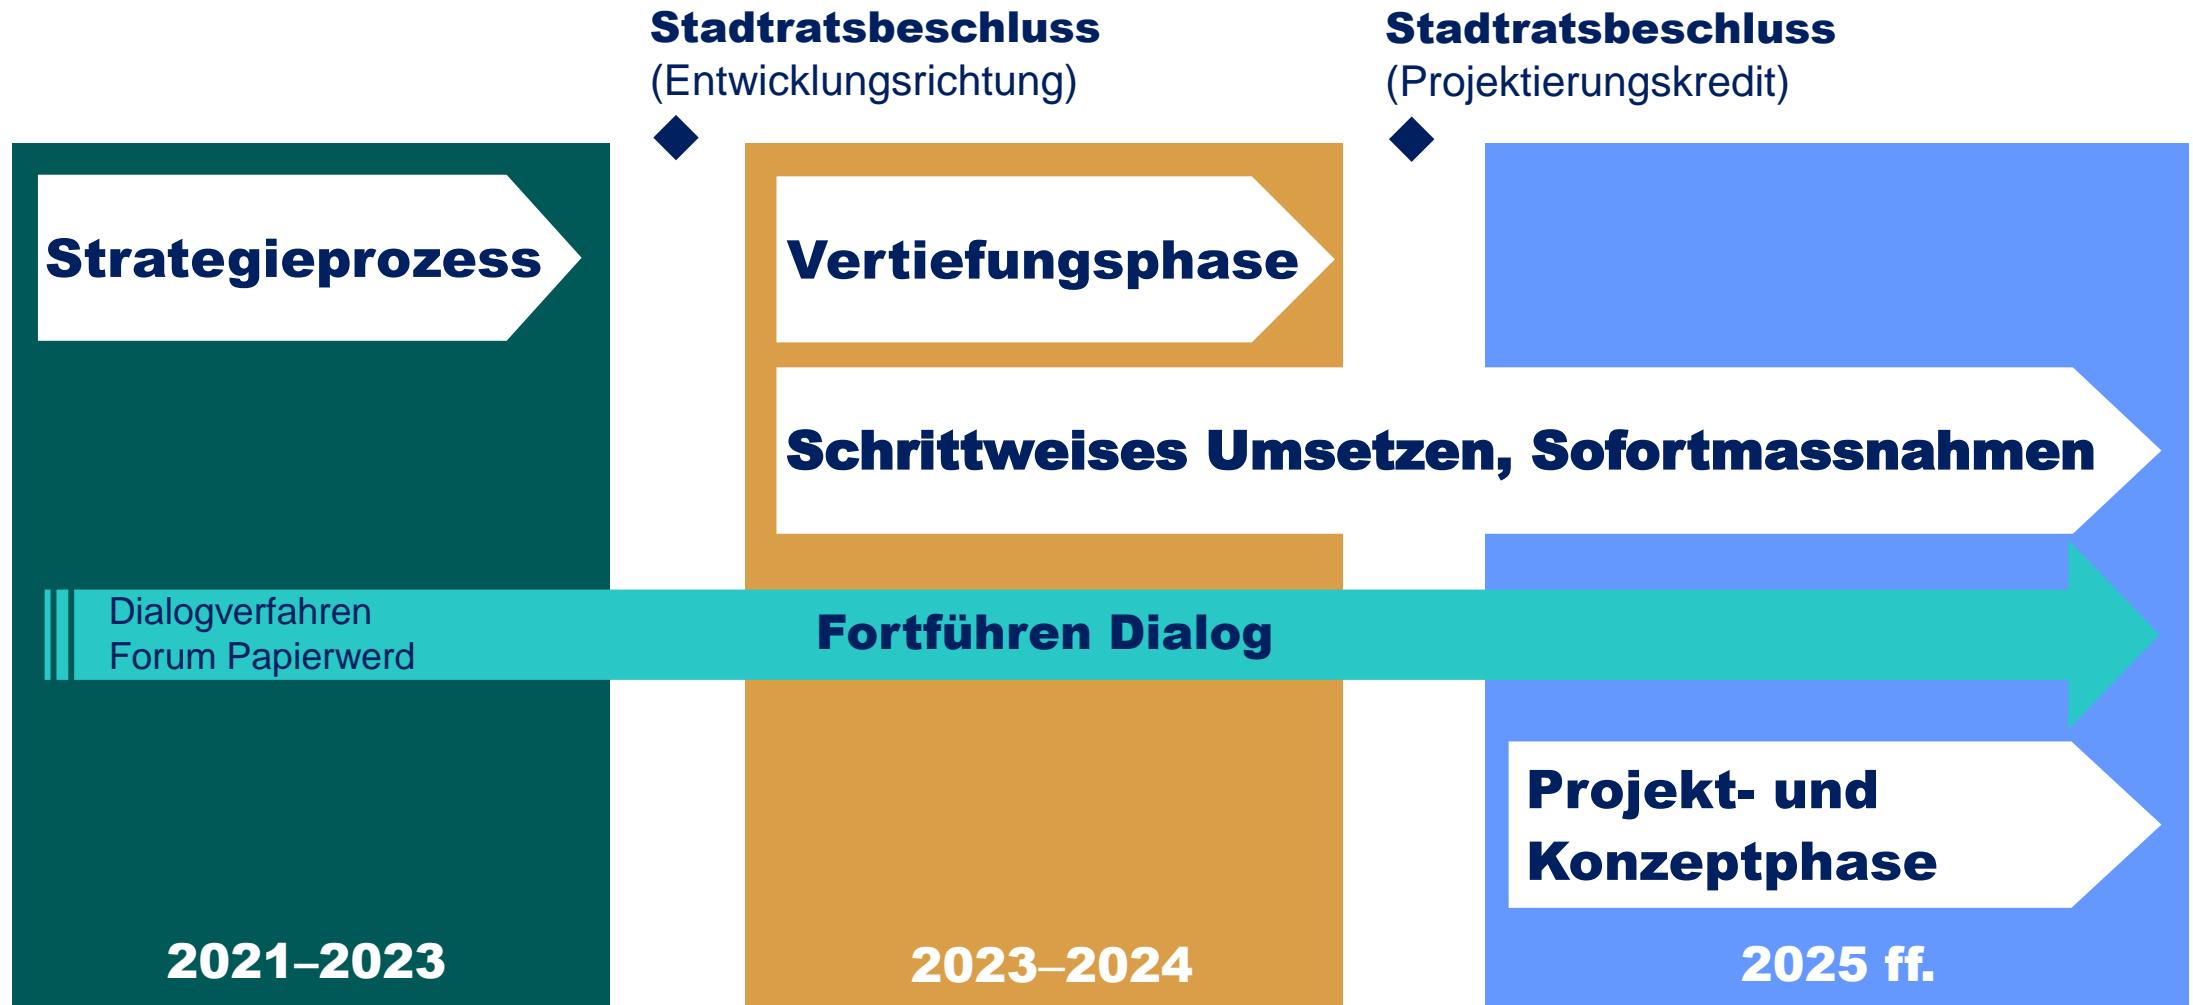 Stadtratsbeschluss
(Entwicklungsrichtung)
Stadtratsbeschluss
(Projektierungskredit)
Strategieprozess
Vertiefungsphase
Schrittweises Umsetzen, Sofortmassnahmen
Dialogverfahren
Forum Papierwerd
Fortführen Dialog
Projekt- und
Konzeptphase
2021–2023
2023–2024
2025 ff.